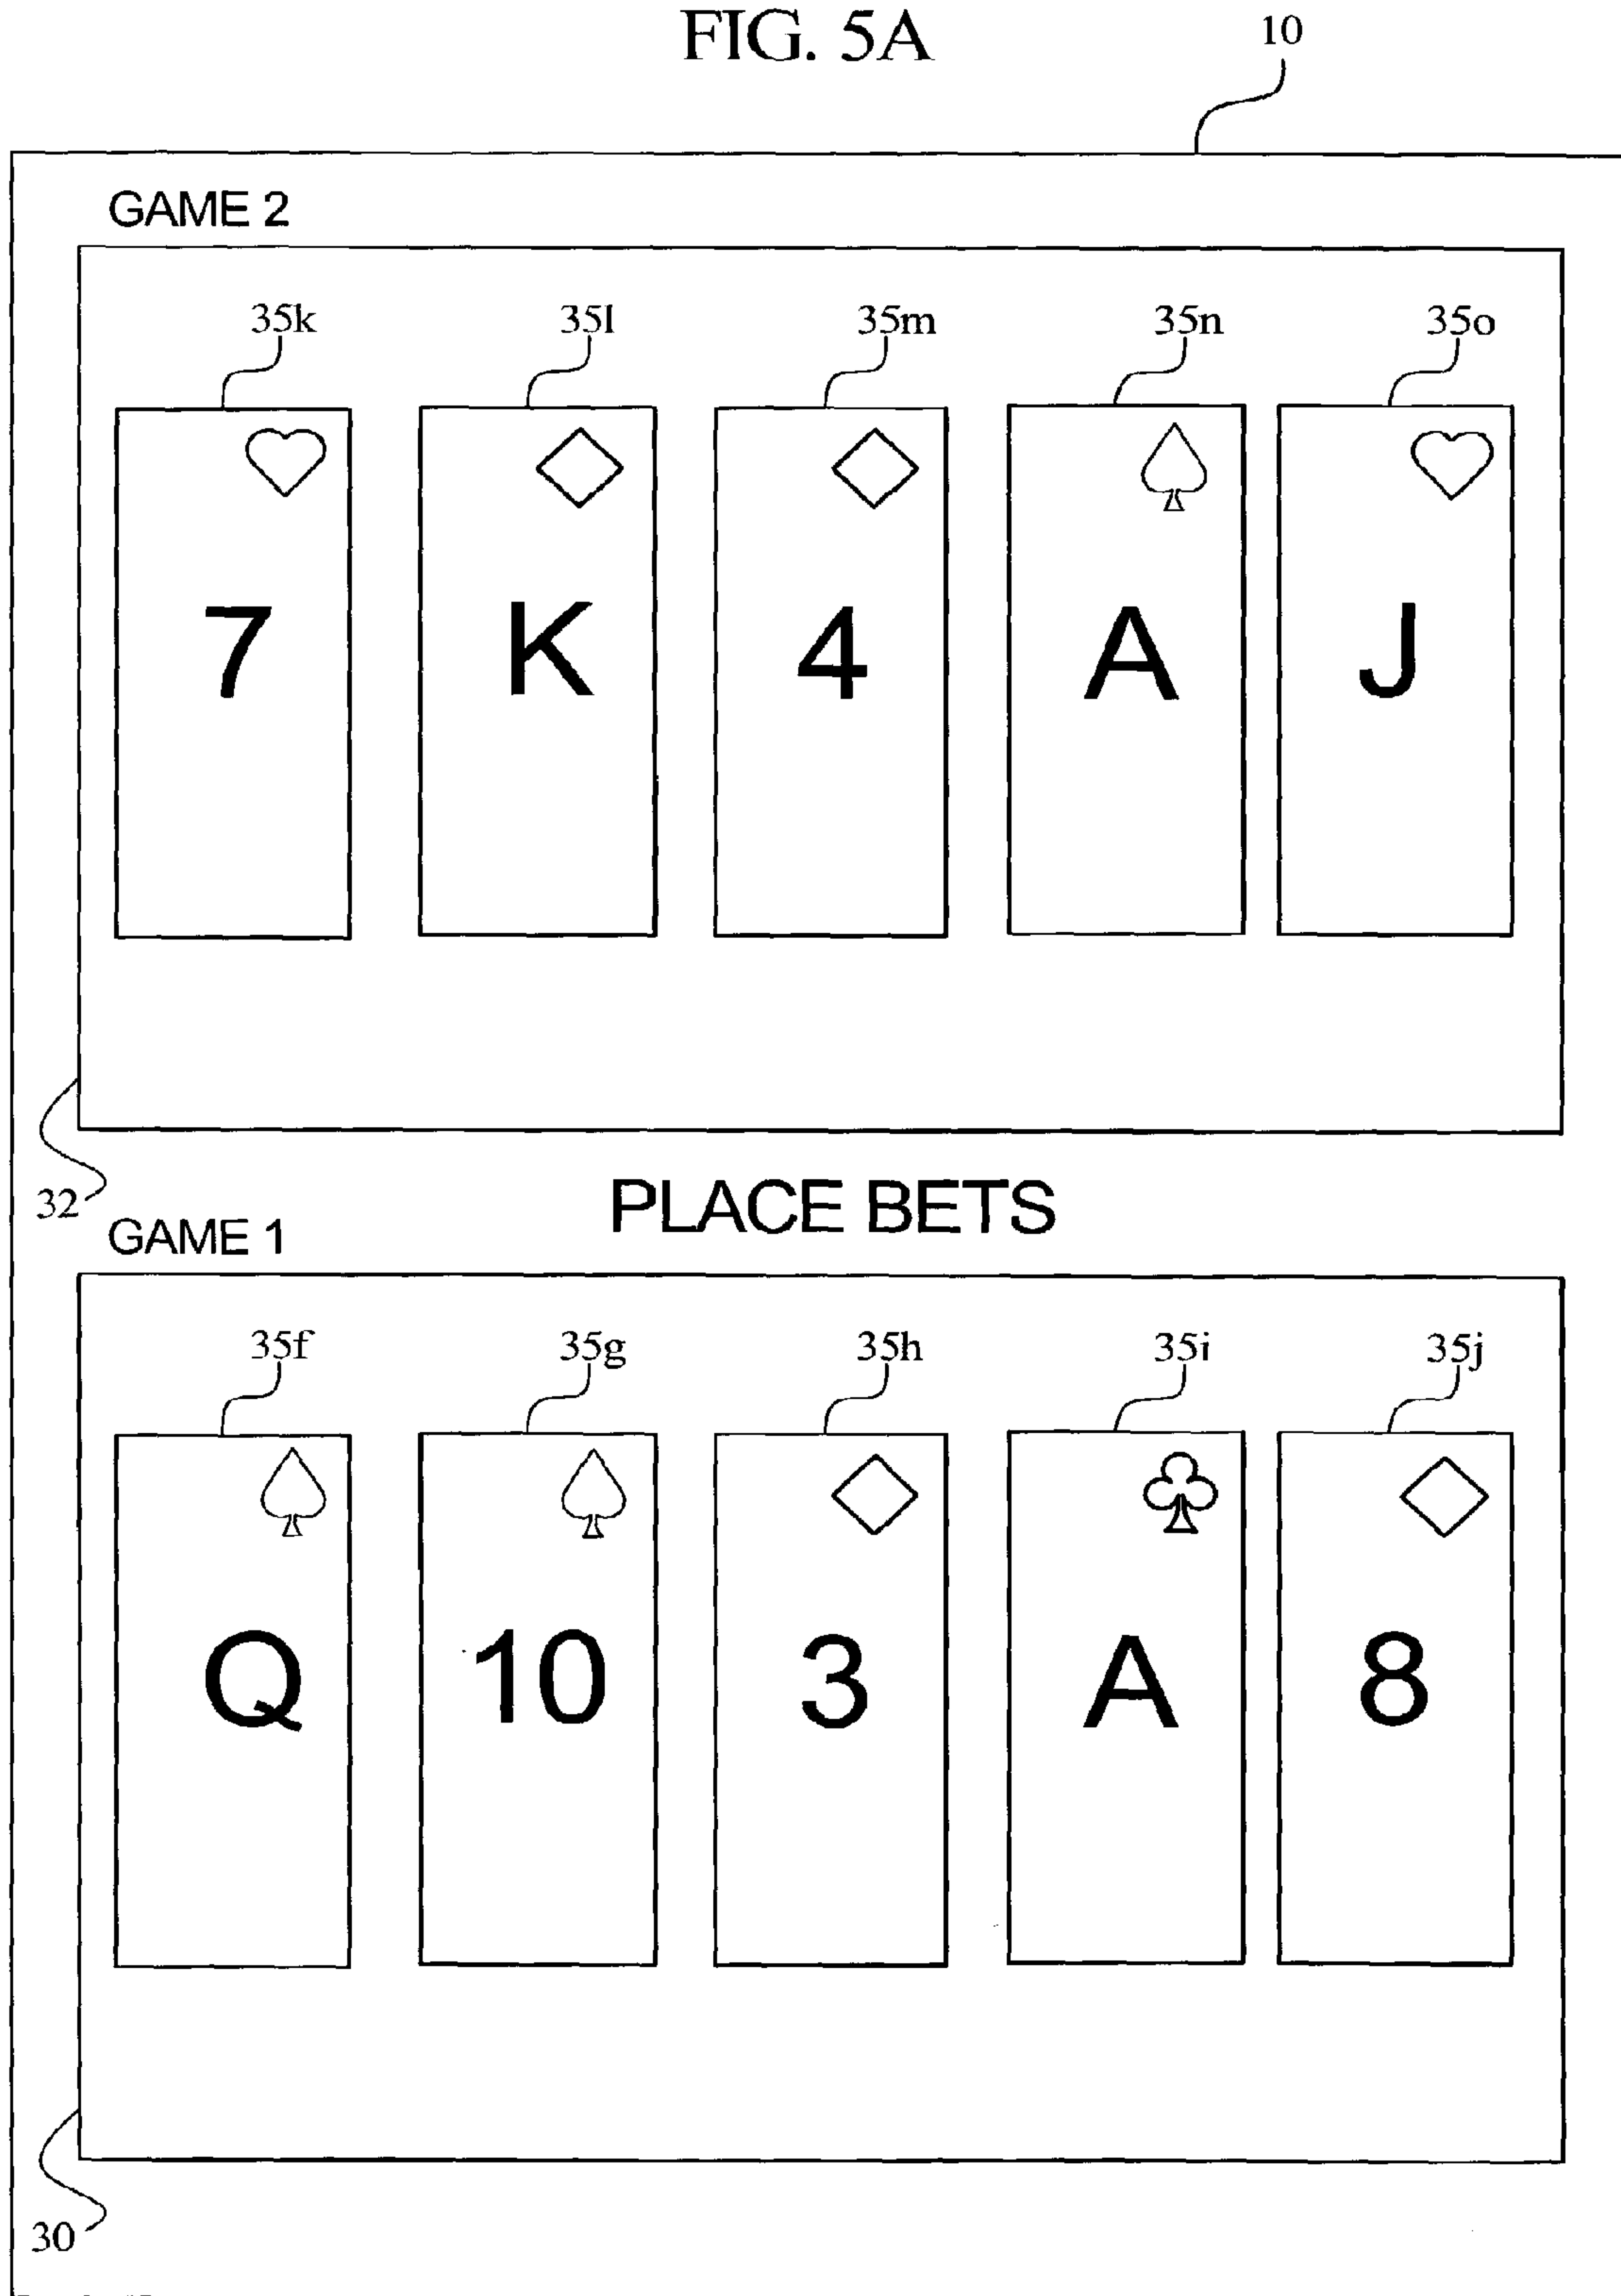 FIG. 5A
10
GAME 2
35k 35l 35m 35n 35o
7 K 4 A J
32
PLACE BETS
GAME 1
35f 35g 35h 35i 35j
Q 10 3 A 8
30